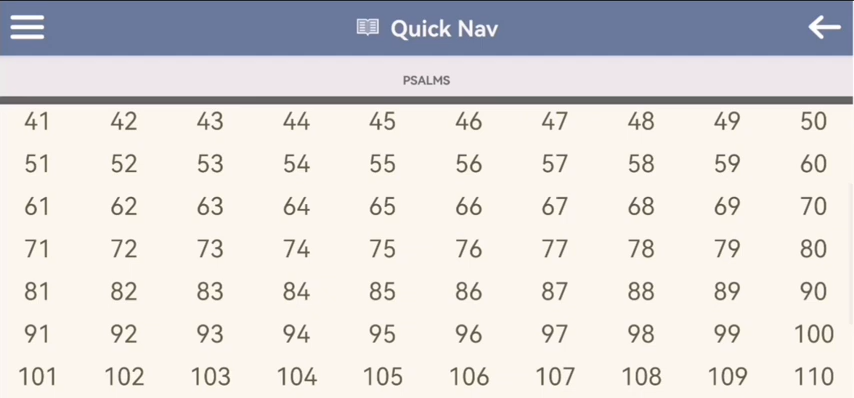 Quick Nav
PSALMS
41 42 43 44 45 46 47 48 49 50
51 52 53 54 55 56 57 58 59 60
61 62 63 64 65 66 67 68 69 70
71 72 73 74 75 76 77 78 79 80
81 82 83 84 85 86 87 88 89 90
91 92 93 94 95 96 97 98 99 100
101 102 103 104 105 106 107 108 109 110